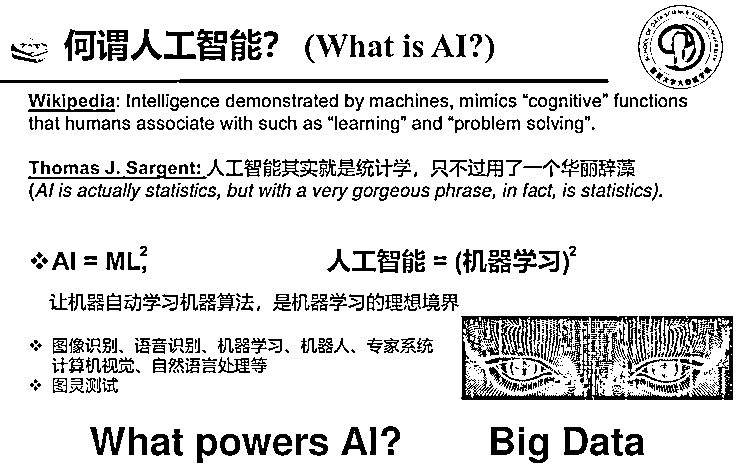 何谓人工智能? (What is AI?)
Wikipedia: Intelligence demonstrated by machines, mimics “cognitive” functions
that humans associate with such as “learning” and “problem solving”.
Thomas J. Sargent: 人工智能其实就是统计学，只不过用了一个华丽辞藻
(AI is actually statistics, but with a very gorgeous phrase, in fact, is statistics).
❖AI = ML², 人工智能 = (机器学习)²
让机器自动学习机器算法，是机器学习的理想境界
❖ 图像识别、语音识别、机器学习、机器人、专家系统
计算机视觉、自然语言处理等
❖ 图灵测试
What powers AI? Big Data